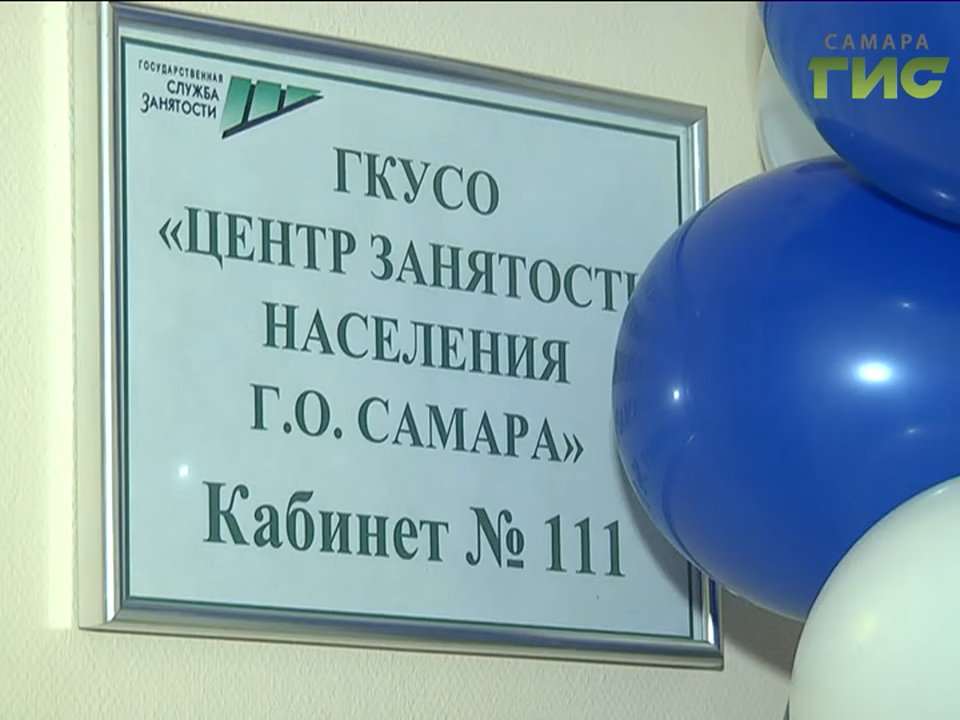 САМАРА
ГИС
ГОСУДАРСТВЕННАЯ
СЛУЖБА
ЗАНЯТОСТИ
ГКУСО
«ЦЕНТР ЗАНЯТОСТИ
НАСЕЛЕНИЯ
Г.О. САМАРА»
Кабинет № 111